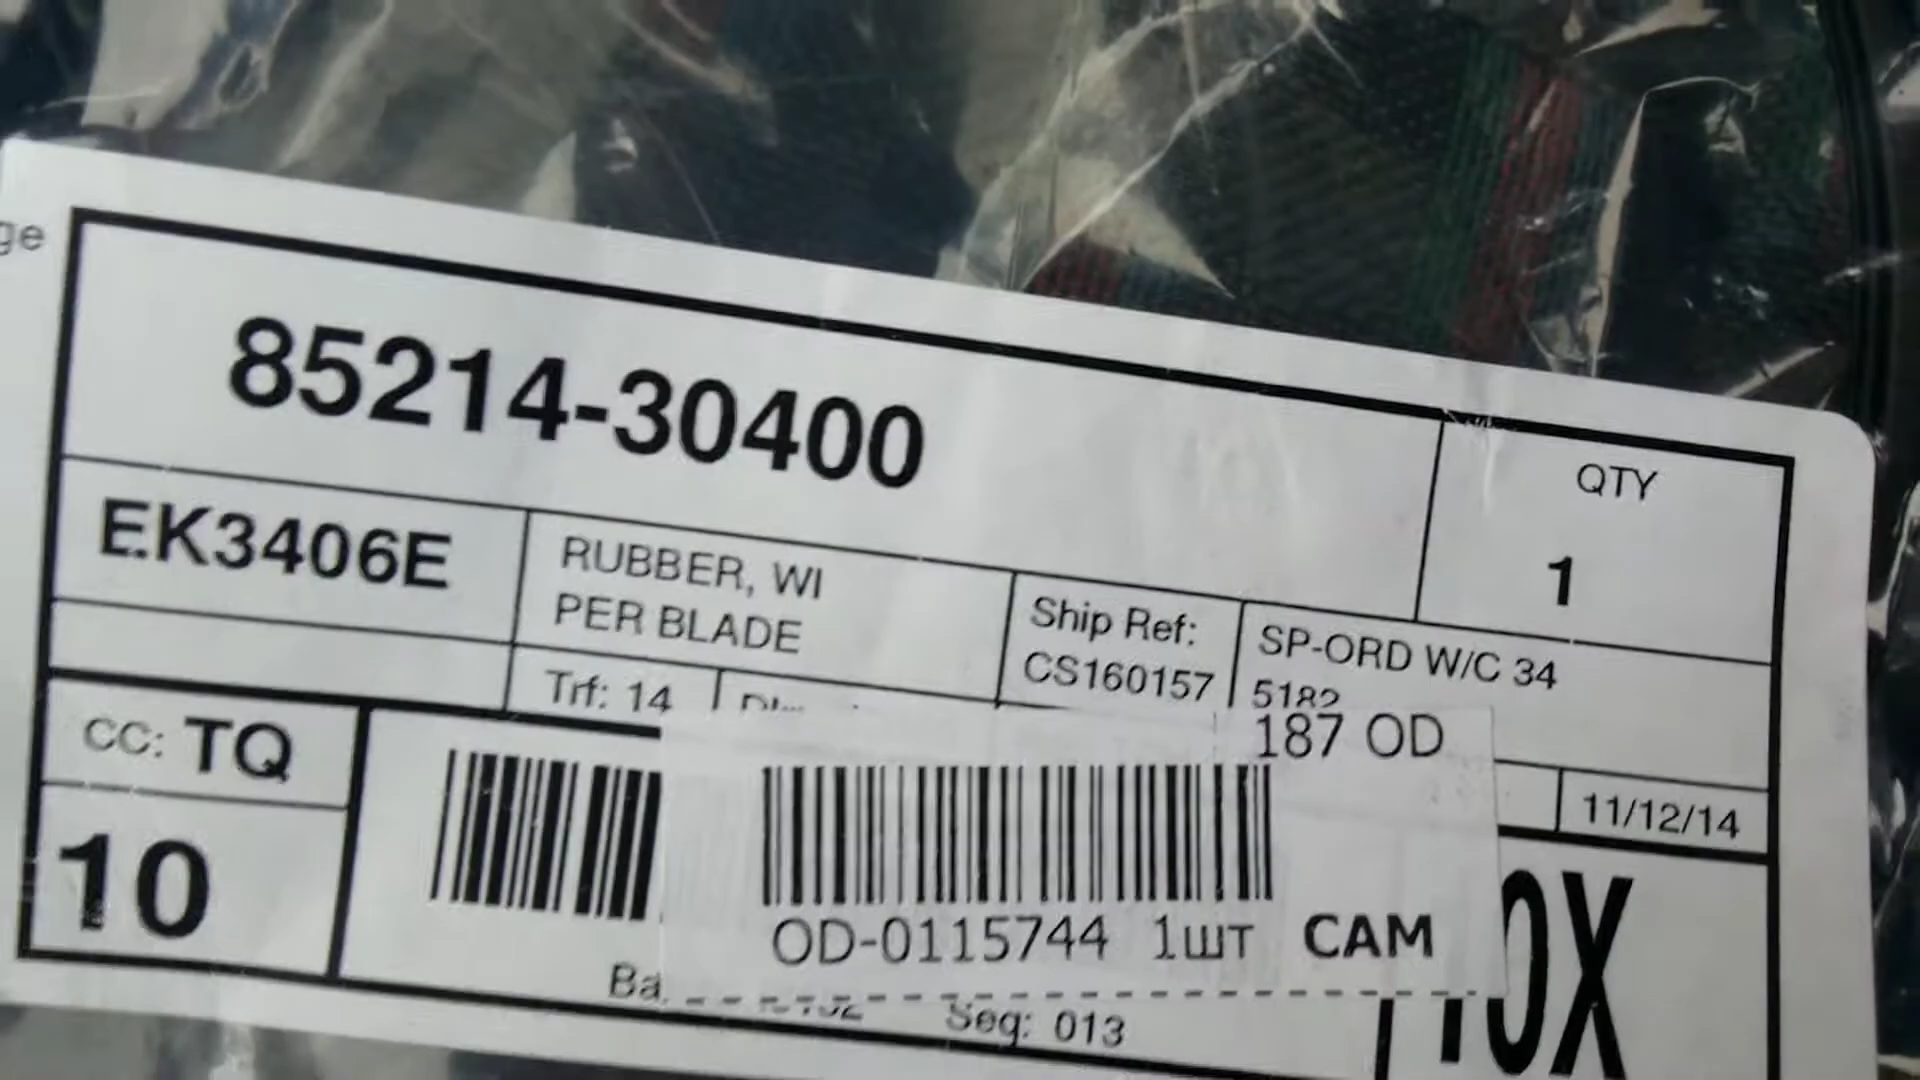 85214-30400
QTY
1
EK3406E
RUBBER, WI
PER BLADE
Ship Ref:
CS160157
SP-ORD W/C 34
5182
Trf: 14
187 OD
CC: TQ
11/12/14
10
OD-0115744 1шт САМ
Seq: 013